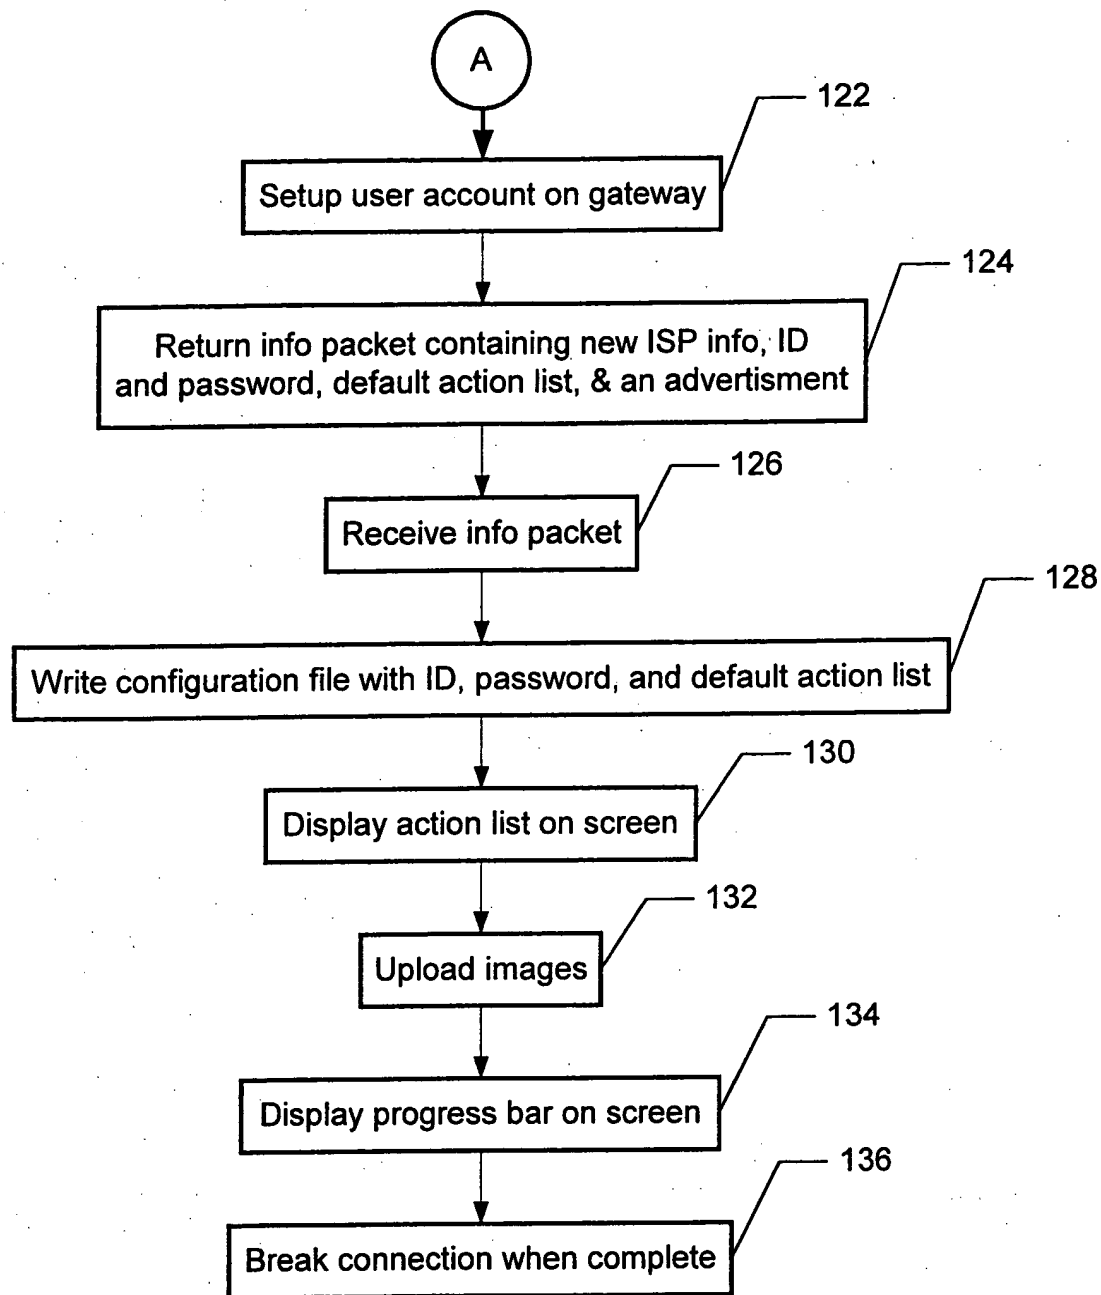 A
122
Setup user account on gateway
124
Return info packet containing new ISP info, ID
and password, default action list, & an advertisment
126
Receive info packet
128
Write configuration file with ID, password, and default action list
130
Display action list on screen
132
Upload images
134
Display progress bar on screen
136
Break connection when complete